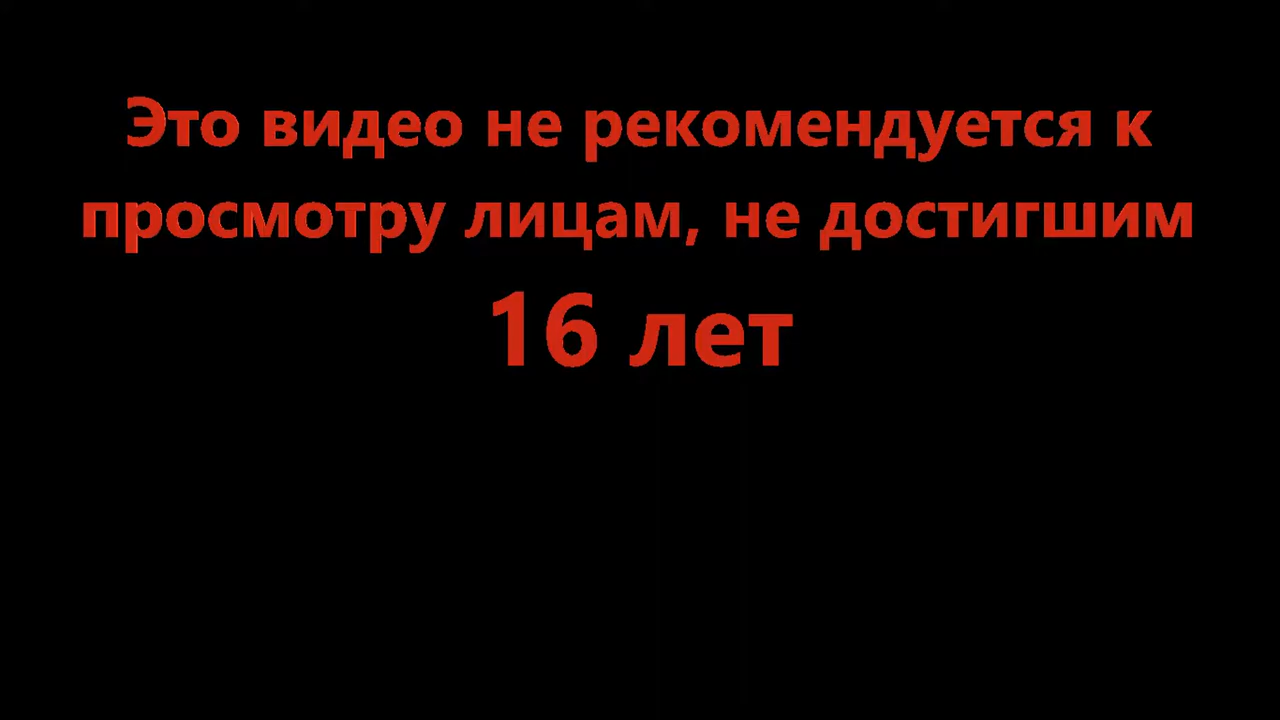 Это видео не рекомендуется к
просмотру лицам, не достигшим
16 лет